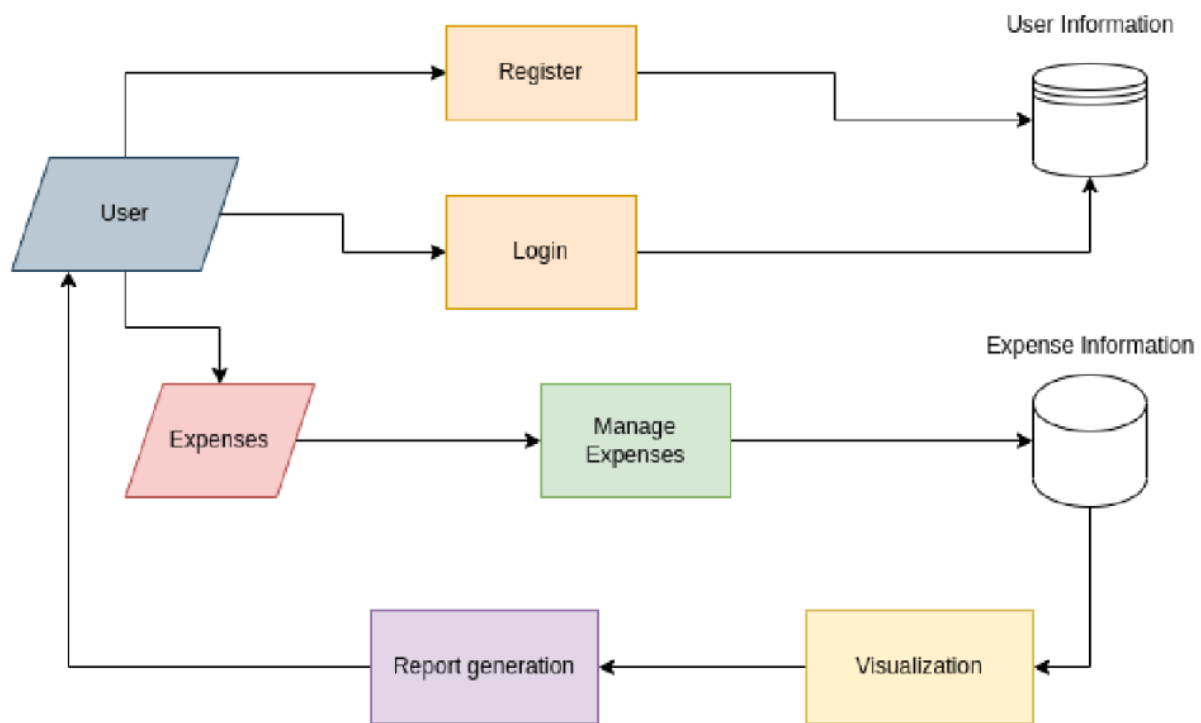 User Information
Register
User
Login
Expense Information
Expenses
Manage
Expenses
Report generation
Visualization